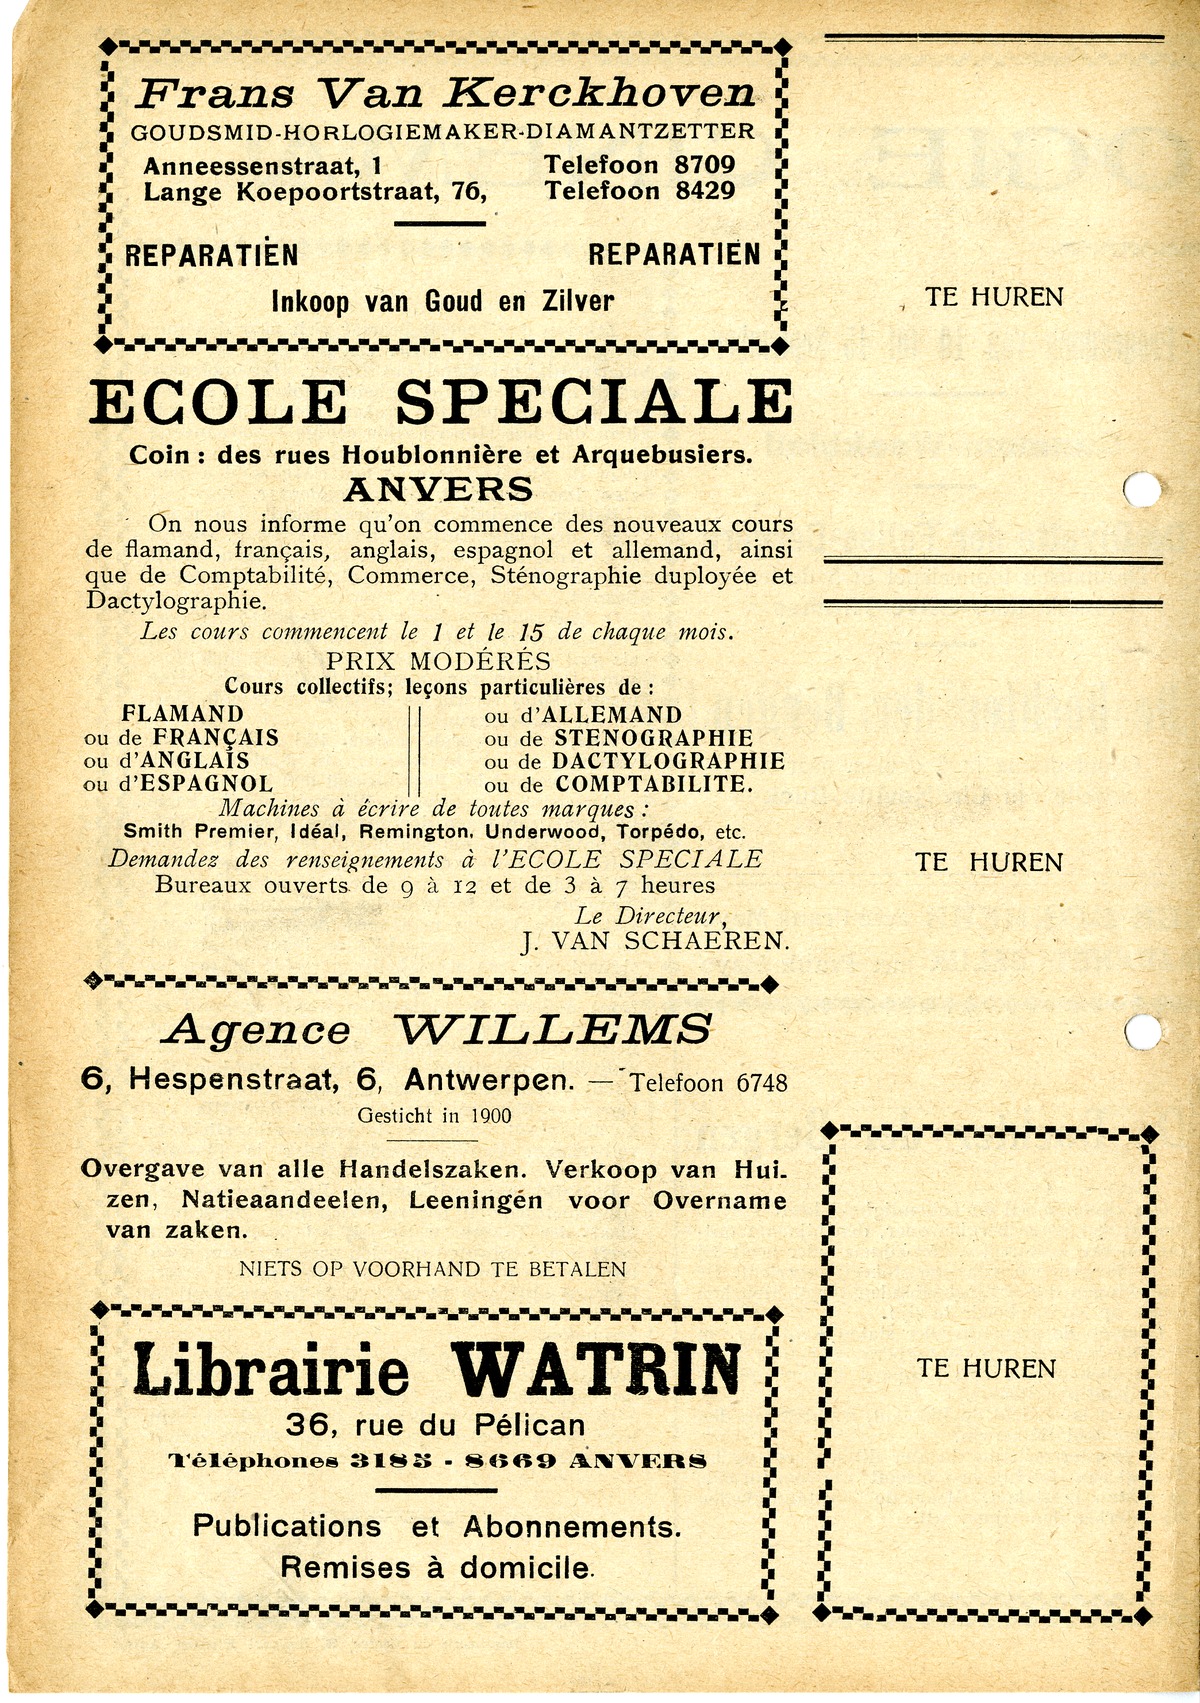 Frans Van Kerckhoven
GOUDSMID-HORLOGIEMAKER-DIAMANTZETTER
Anneessenstraat, 1 Telefoon 8709
Lange Koepoortstraat, 76, Telefoon 8429
REPARATIËN REPARATIËN
Inkoop van Goud en Zilver
ECOLE SPECIALE
Coin : des rues Houblonnière et Arquebusiers.
ANVERS
On nous informe qu'on commence des nouveaux cours
de flamand, français, anglais, espagnol et allemand, ainsi
que de Comptabilité, Commerce, Sténographie duployée et
Dactylographie.
Les cours commencent le 1 et le 15 de chaque mois.
PRIX MODÉRÉS
Cours collectifs; leçons particulières de :
FLAMAND ou d'ALLEMAND
ou de FRANÇAIS ou de STENOGRAPHIE
ou d'ANGLAIS ou de DACTYLOGRAPHIE
ou d'ESPAGNOL ou de COMPTABILITE.
Machines à écrire de toutes marques :
Smith Premier, Idéal, Remington, Underwood, Torpédo, etc.
Demandez des renseignements à l'ECOLE SPECIALE
Bureaux ouverts de 9 à 12 et de 3 à 7 heures
Le Directeur,
J. VAN SCHAEREN.
Agence WILLEMS
6, Hespenstraat, 6, Antwerpen. — Telefoon 6748
Gesticht in 1900
Overgave van alle Handelszaken. Verkoop van Hui-
zen, Natieaandeelen, Leeningén voor Overname
van zaken.
NIETS OP VOORHAND TE BETALEN
Librairie WATRIN
36, rue du Pélican
Téléphones 3185 - 8669 ANVERS
Publications et Abonnements.
Remises à domicile.
TE HUREN
TE HUREN
TE HUREN